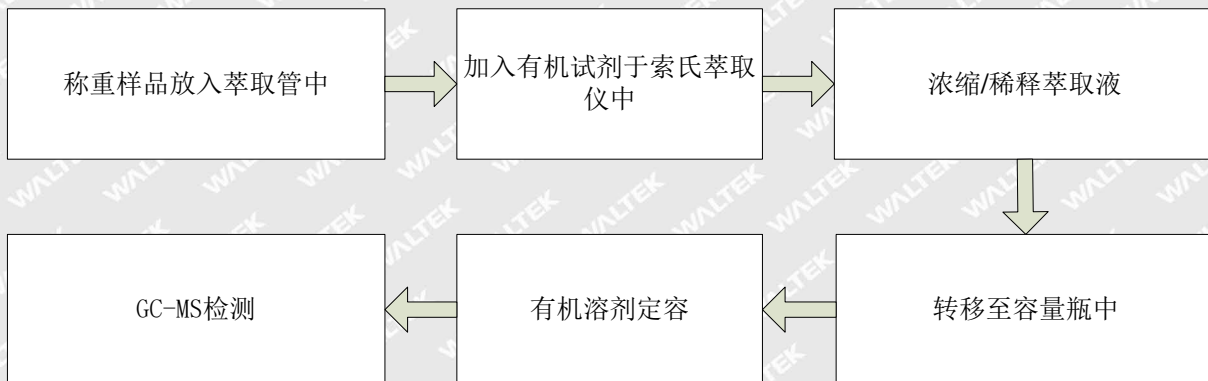 称重样品放入萃取管中
加入有机试剂于索氏萃取
仪中
浓缩/稀释萃取液
转移至容量瓶中
有机溶剂定容
GC-MS检测
WALTEK